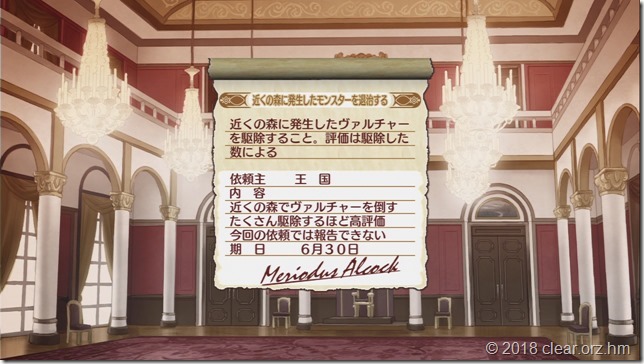 近くの森に発生したモンスターを退治する
近くの森に発生したヴァルチャー
を駆除すること。評価は駆除した
数による
依頼主　　王　国
内　容
近くの森でヴァルチャーを倒す
たくさん駆除するほど高評価
今回の依頼では報告できない
期　日　　６月３０日
Meriodus Alcock
© 2018 clear.orz.hm